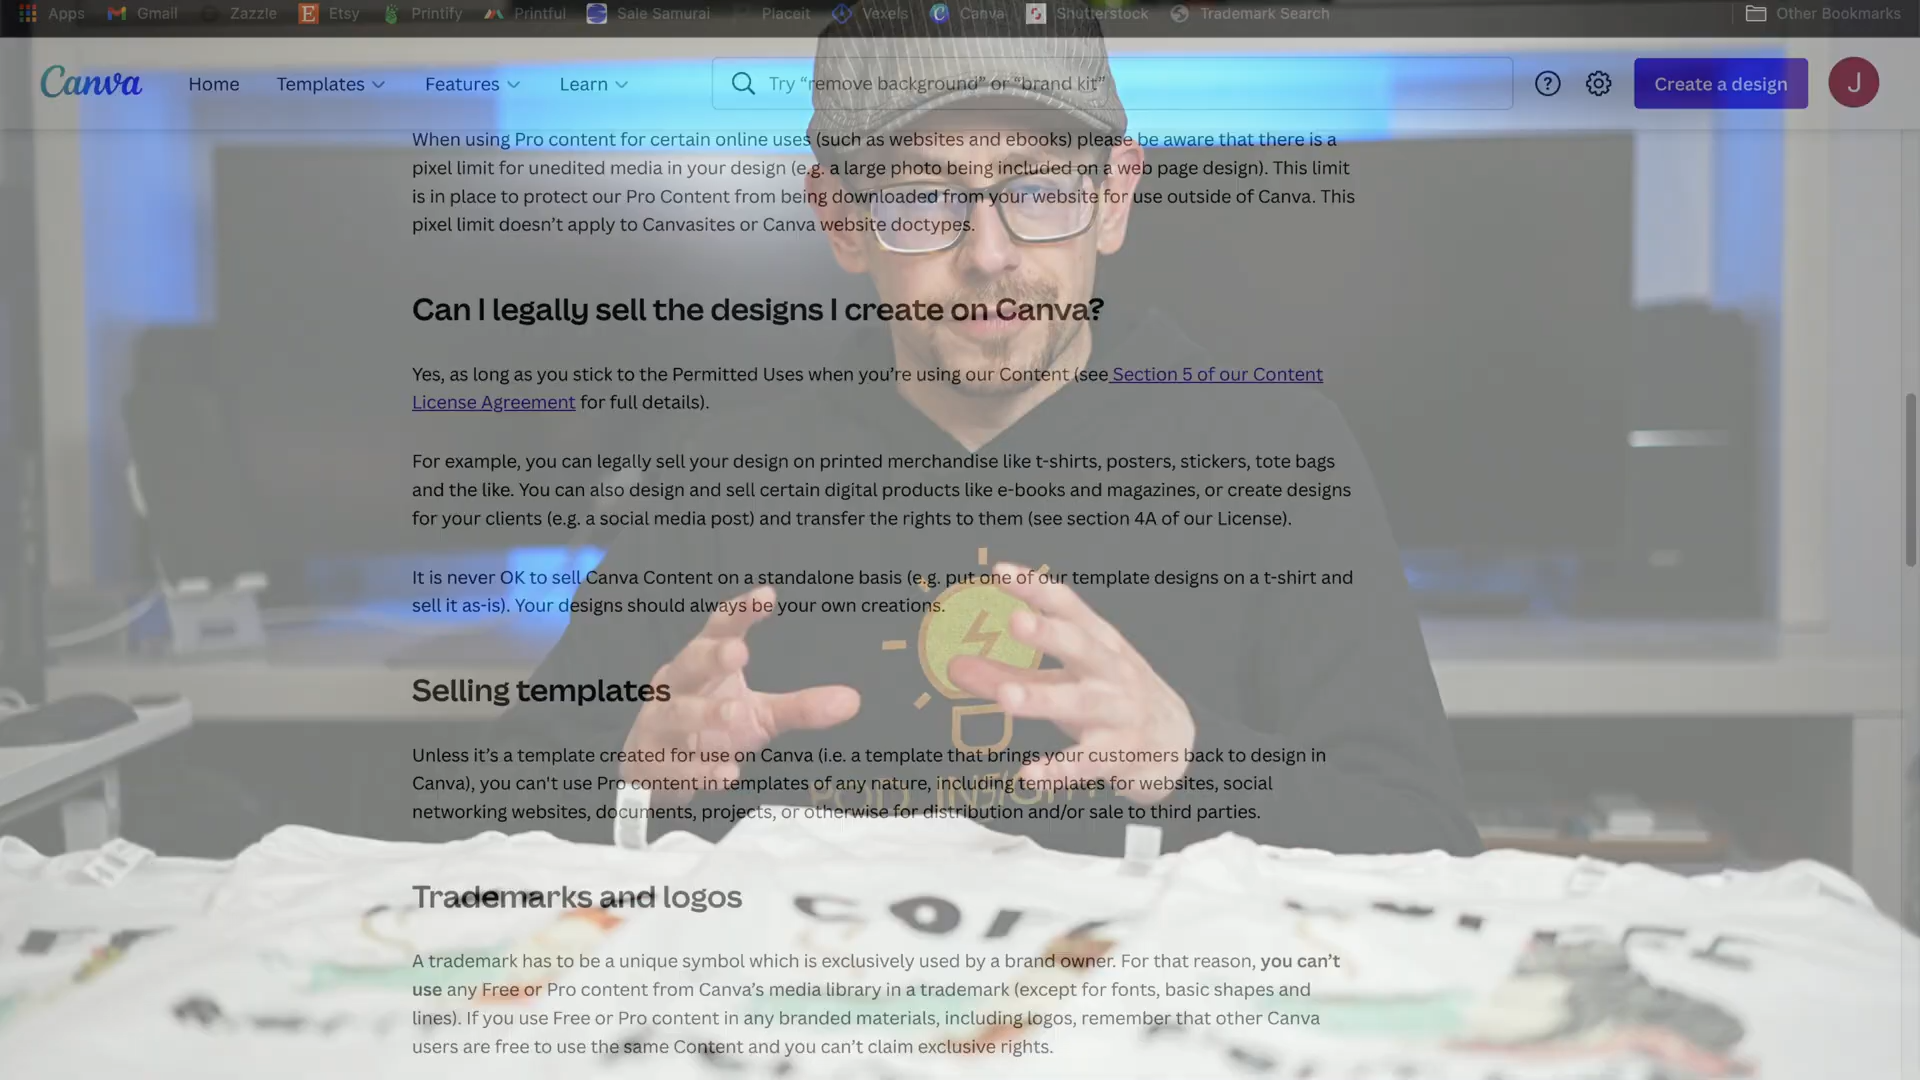 Apps Gmail Zazzle Etsy Printify Printful Sale Samurai Placeit Vexels Canva Shutterstock Trademark Search Other Bookmarks
Canva Home Templates Features Learn Try “remove background” or “brand kit” Create a design J
When using Pro content for certain online uses (such as websites and ebooks) please be aware that there is a
pixel limit for unedited media in your design (e.g. a large photo being included on a web page design). This limit
is in place to protect our Pro Content from being downloaded from your website for use outside of Canva. This
pixel limit doesn’t apply to Canvasites or Canva website doctypes.
Can I legally sell the designs I create on Canva?
Yes, as long as you stick to the Permitted Uses when you’re using our Content (see Section 5 of our Content
License Agreement for full details).
For example, you can legally sell your design on printed merchandise like t-shirts, posters, stickers, tote bags
and the like. You can also design and sell certain digital products like e-books and magazines, or create designs
for your clients (e.g. a social media post) and transfer the rights to them (see section 4A of our License).
It is never OK to sell Canva Content on a standalone basis (e.g. put one of our template designs on a t-shirt and
sell it as-is). Your designs should always be your own creations.
Selling templates
Unless it’s a template created for use on Canva (i.e. a template that brings your customers back to design in
Canva), you can't use Pro content in templates of any nature, including templates for websites, social
networking websites, documents, projects, or otherwise for distribution and/or sale to third parties.
Trademarks and logos
A trademark has to be a unique symbol which is exclusively used by a brand owner. For that reason, you can’t
use any Free or Pro content from Canva’s media library in a trademark (except for fonts, basic shapes and
lines). If you use Free or Pro content in any branded materials, including logos, remember that other Canva
users are free to use the same Content and you can’t claim exclusive rights.